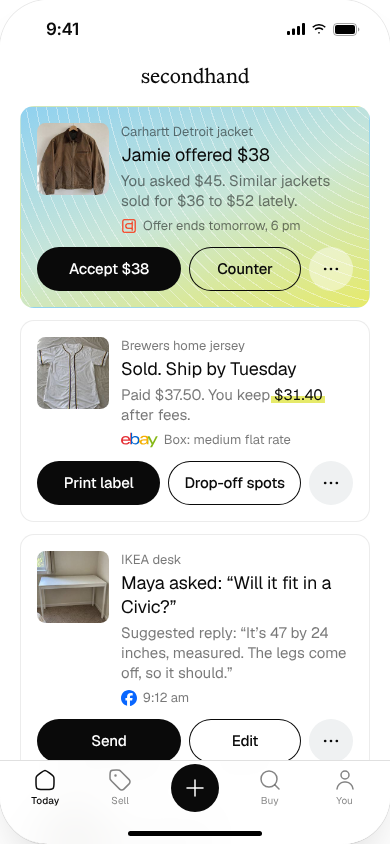 9:41
secondhand
Carhartt Detroit jacket
Jamie offered $38
You asked $45. Similar jackets
sold for $36 to $52 lately.
Offer ends tomorrow, 6 pm
Accept $38
Counter
Brewers home jersey
Sold. Ship by Tuesday
Paid $37.50. You keep $31.40
after fees.
ebay Box: medium flat rate
Print label
Drop-off spots
IKEA desk
Maya asked: “Will it fit in a
Civic?”
Suggested reply: “It’s 47 by 24
inches, measured. The legs come
off, so it should.”
9:12 am
Send
Edit
Today
Sell
Buy
You